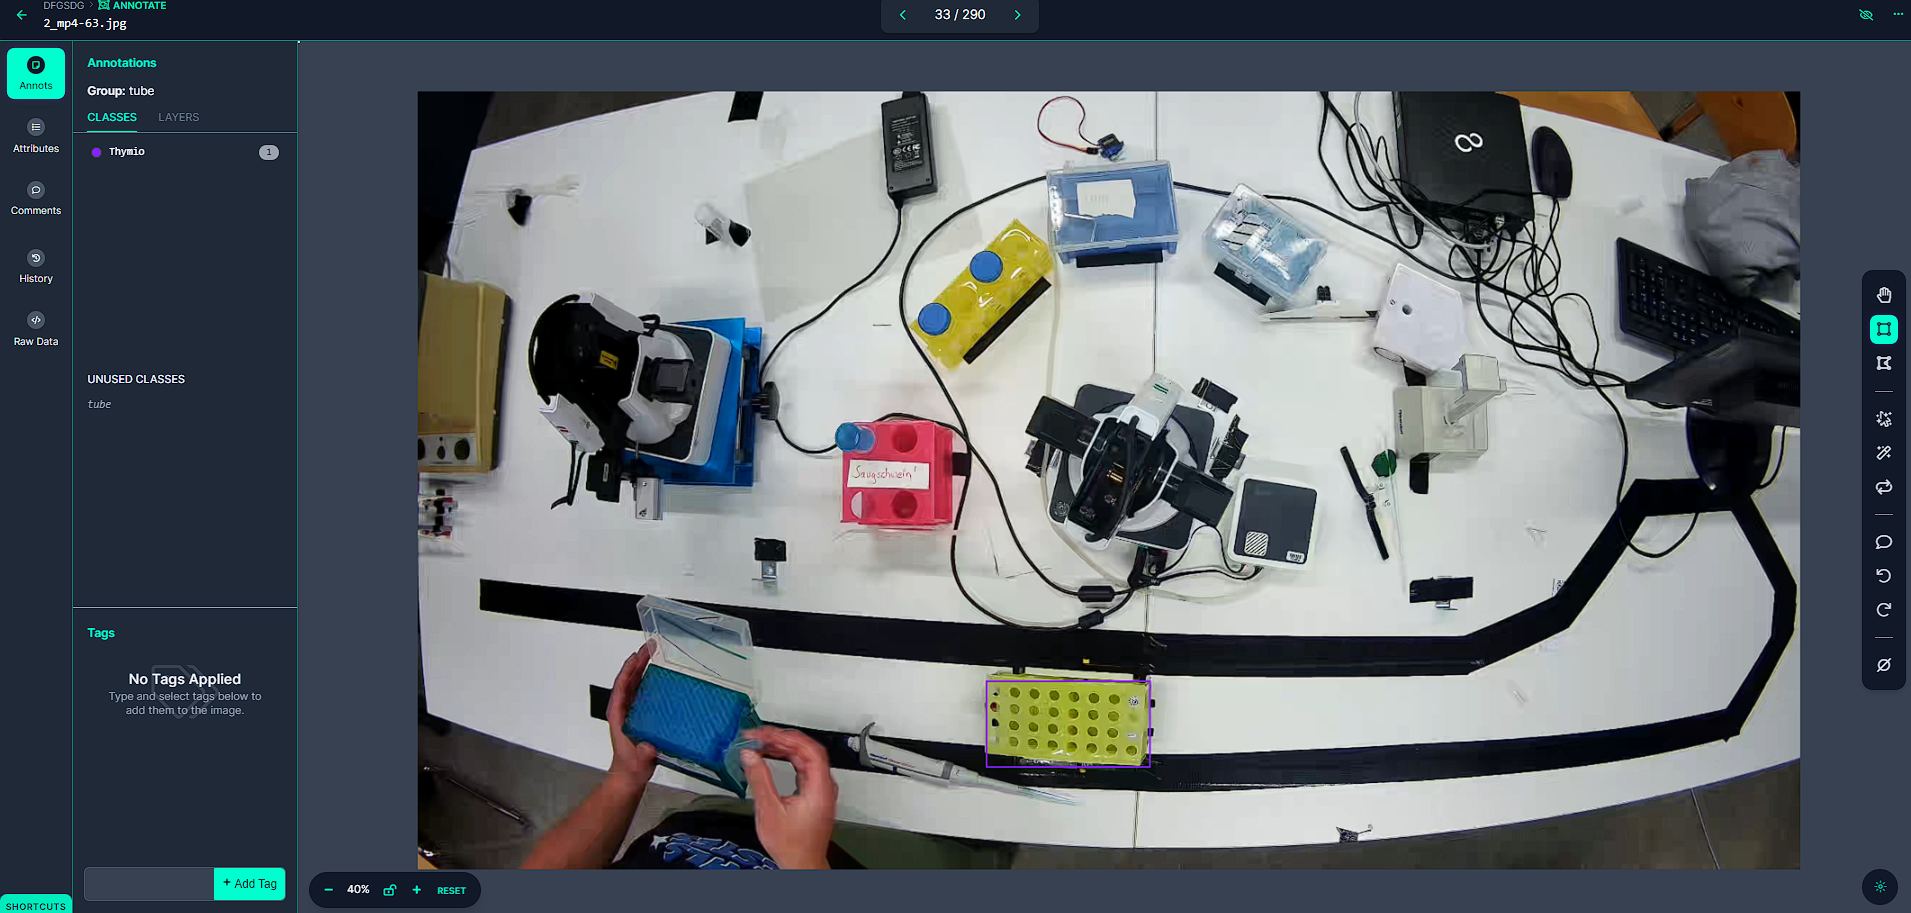 DFGSDG > ANNOTATE
2_mp4-63.jpg
33 / 290
Annots
Attributes
Comments
History
Raw Data
SHORTCUTS
Annotations
Group: tube
CLASSES
LAYERS
Thymio
1
UNUSED CLASSES
tube
Tags
No Tags Applied
Type and select tags below to
add them to the image.
+ Add Tag
Saugschwein
40%
RESET